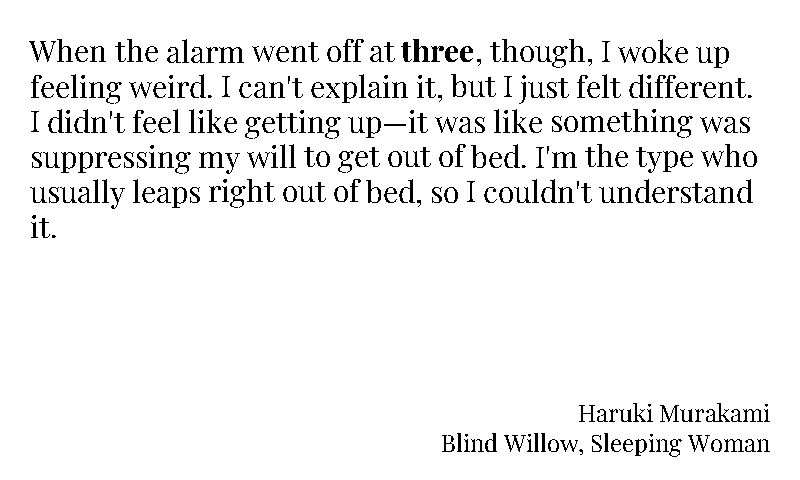 When the alarm went off at three, though, I woke up
feeling weird. I can't explain it, but I just felt different.
I didn't feel like getting up—it was like something was
suppressing my will to get out of bed. I'm the type who
usually leaps right out of bed, so I couldn't understand
it.
Haruki Murakami
Blind Willow, Sleeping Woman